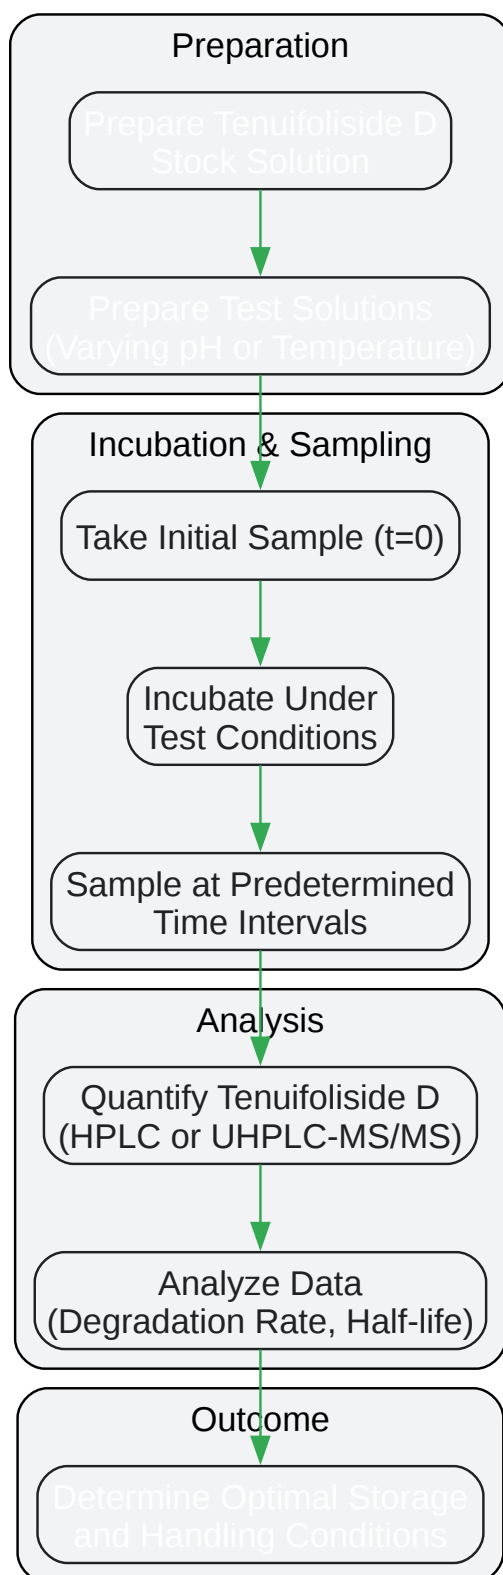 Preparation
Prepare Tenuifoliside D
Stock Solution
Prepare Test Solutions
(Varying pH or Temperature)
Incubation & Sampling
Take Initial Sample (t=0)
Incubate Under
Test Conditions
Sample at Predetermined
Time Intervals
Analysis
Quantify Tenuifoliside D
(HPLC or UHPLC-MS/MS)
Analyze Data
(Degradation Rate, Half-life)
Outcome
Determine Optimal Storage
and Handling Conditions